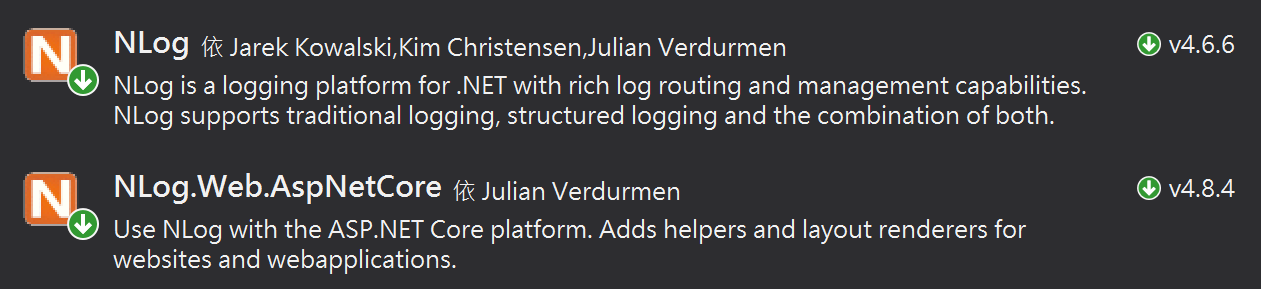 NLog 依 Jarek Kowalski,Kim Christensen,Julian Verdurmen v4.6.6
NLog is a logging platform for .NET with rich log routing and management capabilities.
NLog supports traditional logging, structured logging and the combination of both.
NLog.Web.AspNetCore 依 Julian Verdurmen v4.8.4
Use NLog with the ASP.NET Core platform. Adds helpers and layout renderers for
websites and webapplications.